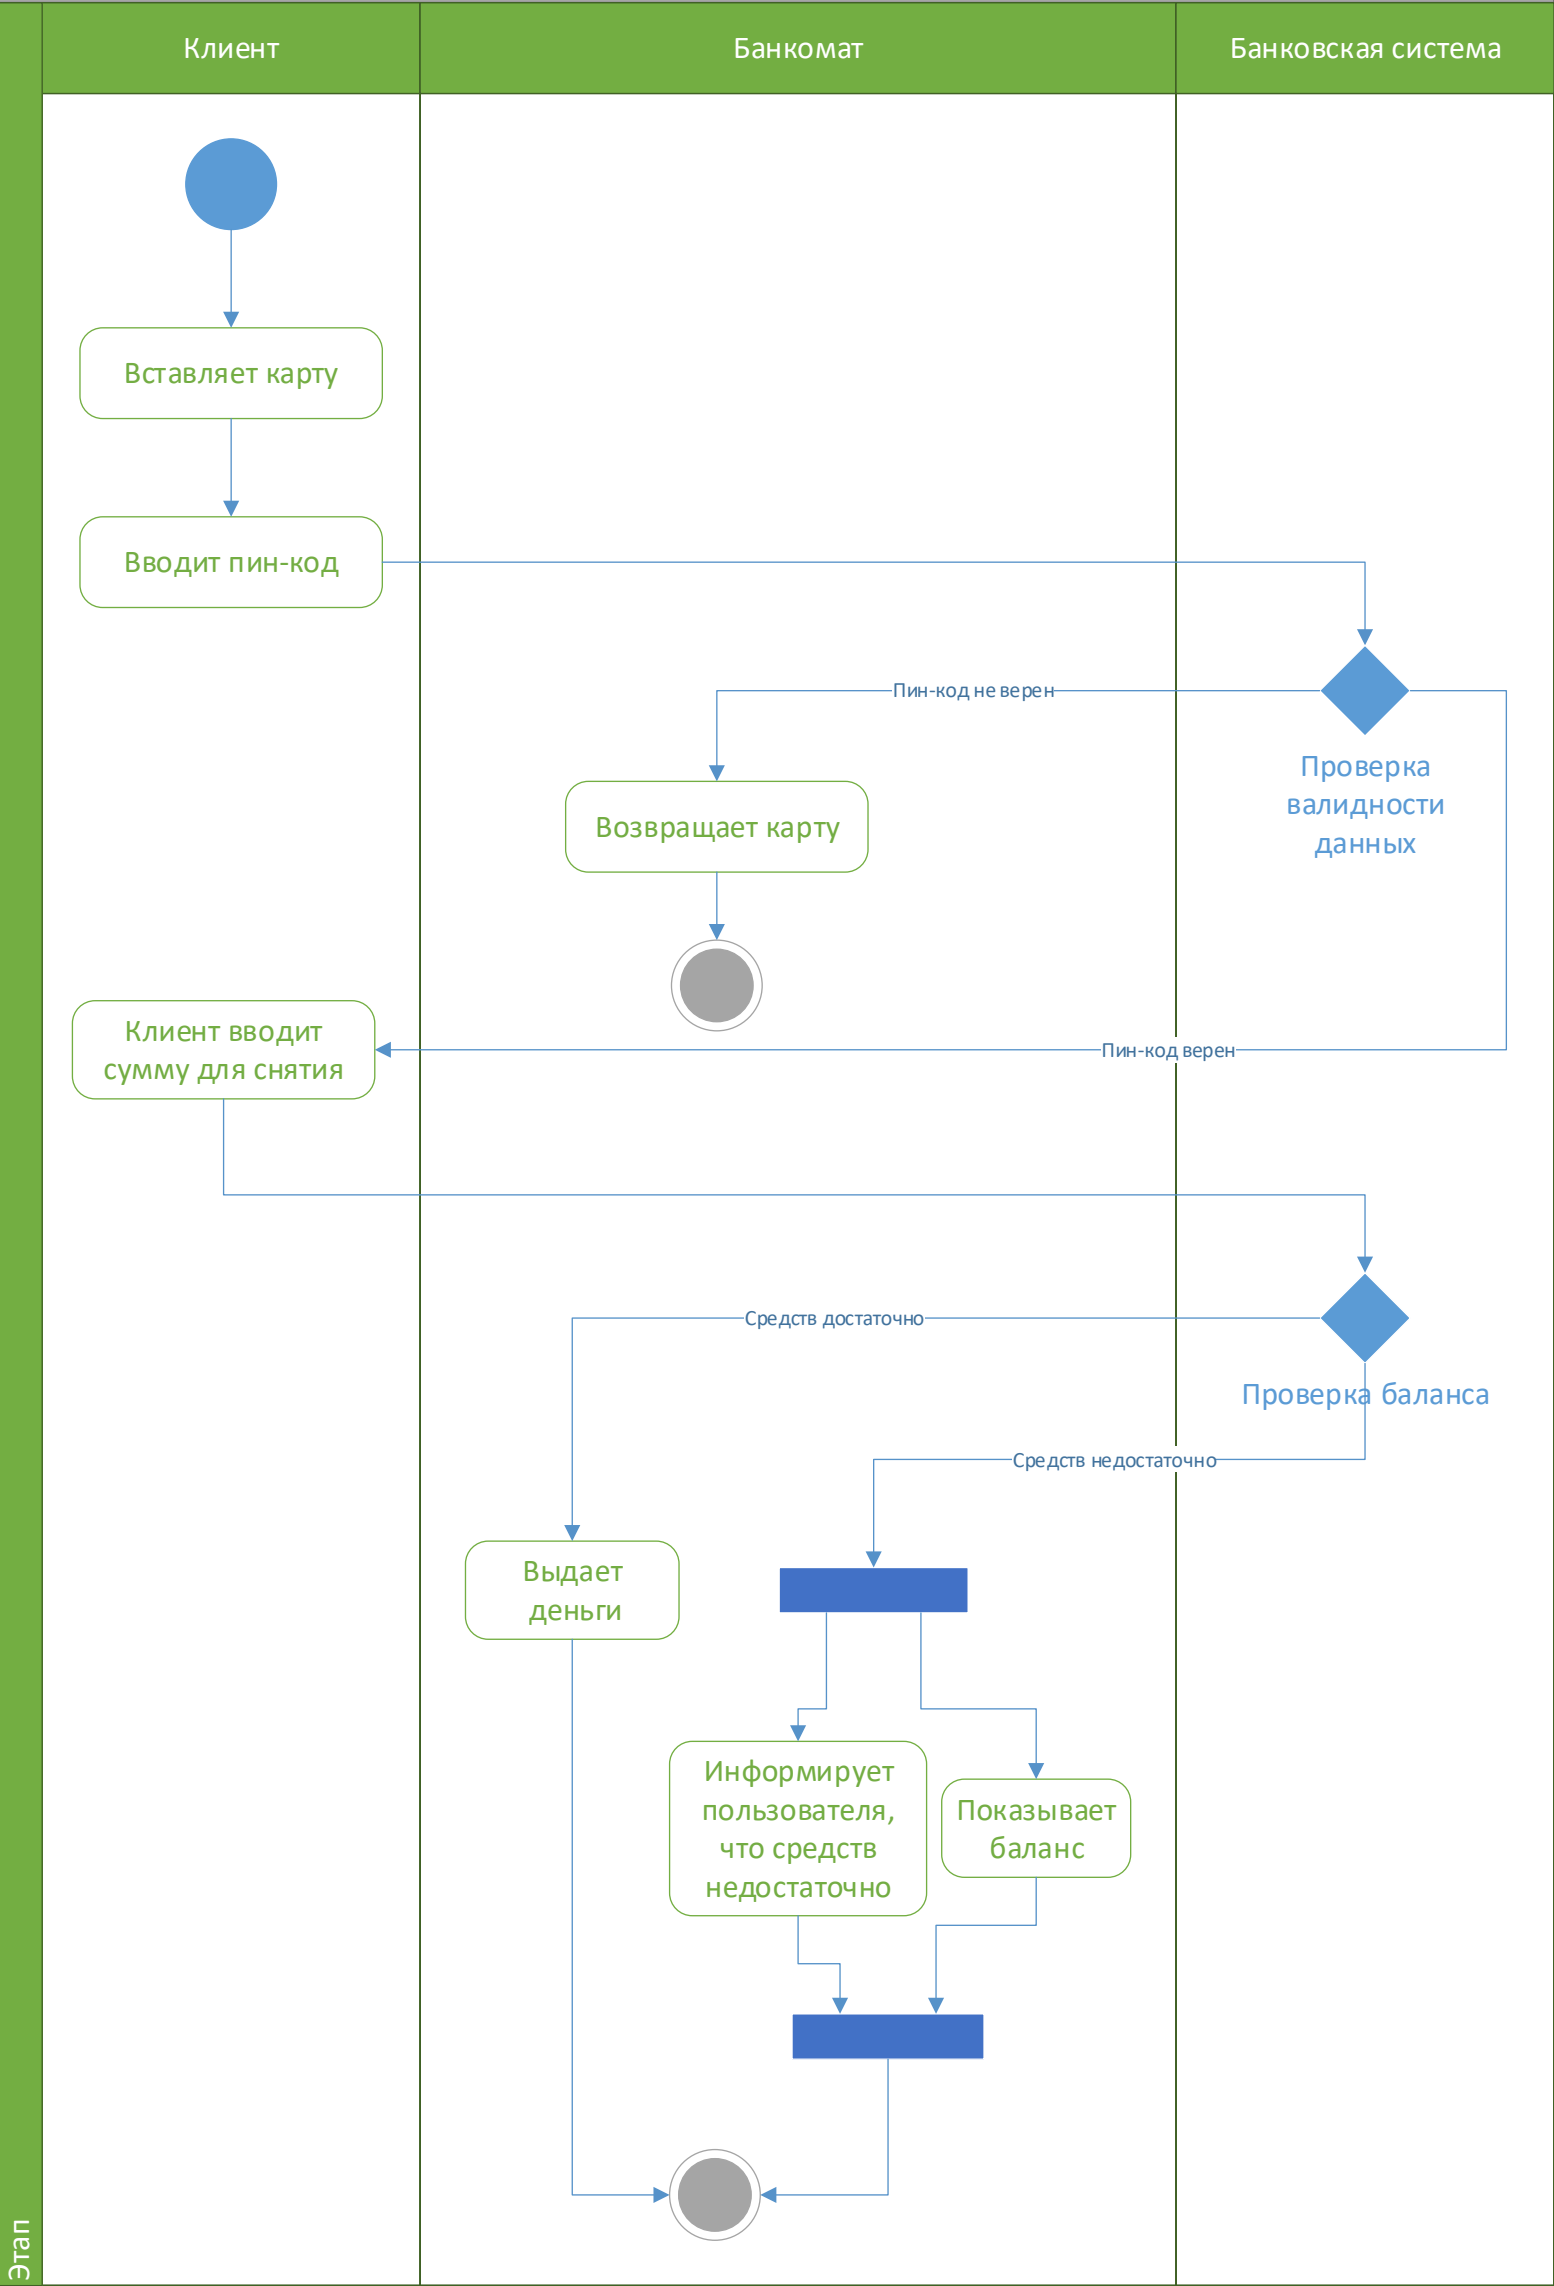 Клиент
Банкомат
Банковская система
Вставляет карту
Вводит пин-код
Пин-код не верен
Проверка
валидности
данных
Возвращает карту
Клиент вводит
сумму для снятия
Пин-код верен
Средств достаточно
Проверка баланса
Средств недостаточно
Выдает
деньги
Информирует
пользователя,
что средств
недостаточно
Показывает
баланс
Этап